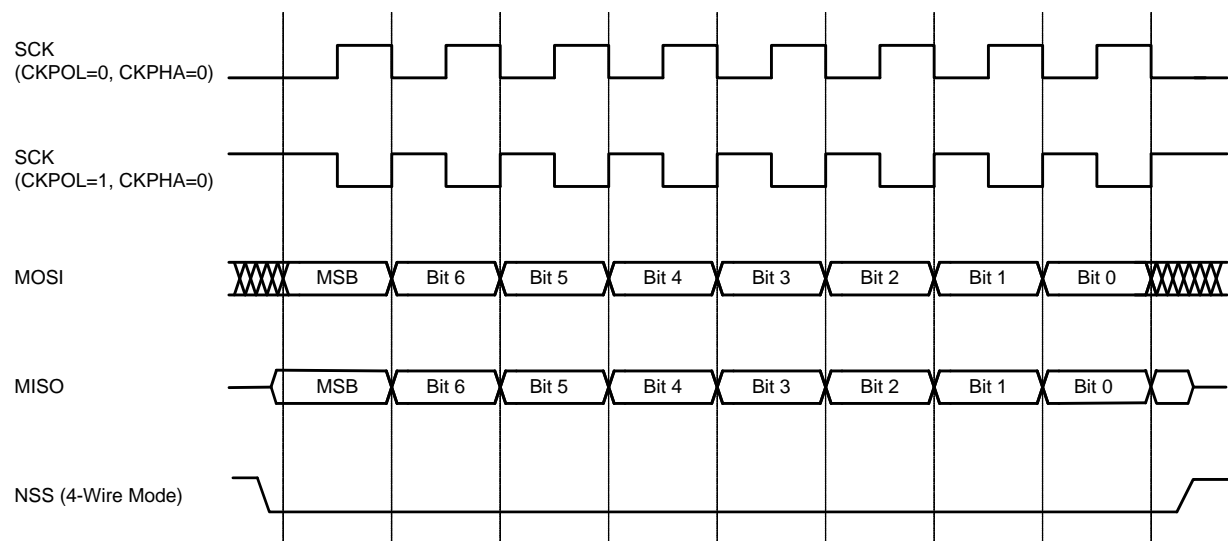 SCK
(CKPOL=0, CKPHA=0)
SCK
(CKPOL=1, CKPHA=0)
MOSI
MSB Bit 6 Bit 5 Bit 4 Bit 3 Bit 2 Bit 1 Bit 0
MISO
MSB Bit 6 Bit 5 Bit 4 Bit 3 Bit 2 Bit 1 Bit 0
NSS (4-Wire Mode)